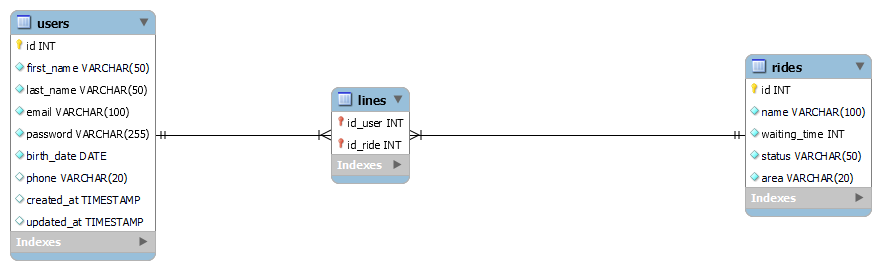 users
id INT
first_name VARCHAR(50)
last_name VARCHAR(50)
email VARCHAR(100)
password VARCHAR(255)
birth_date DATE
phone VARCHAR(20)
created_at TIMESTAMP
updated_at TIMESTAMP
Indexes
lines
id_user INT
id_ride INT
Indexes
rides
id INT
name VARCHAR(100)
waiting_time INT
status VARCHAR(50)
area VARCHAR(20)
Indexes